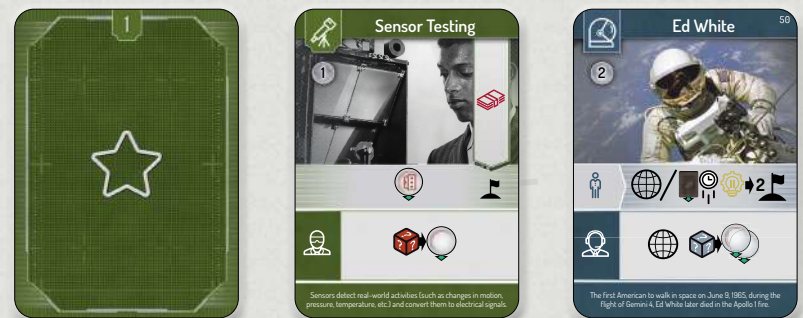 1
Sensor Testing
1
Sensors detect real-world activities (such as changes in motion,
pressure, temperature, etc.) and convert them to electrical signals.
Ed White
50
2
II
2
? ? ?
? ? ?
The first American to walk in space on June 9, 1965, during the
flight of Gemini 4, Ed White later died in the Apollo 1 fire.